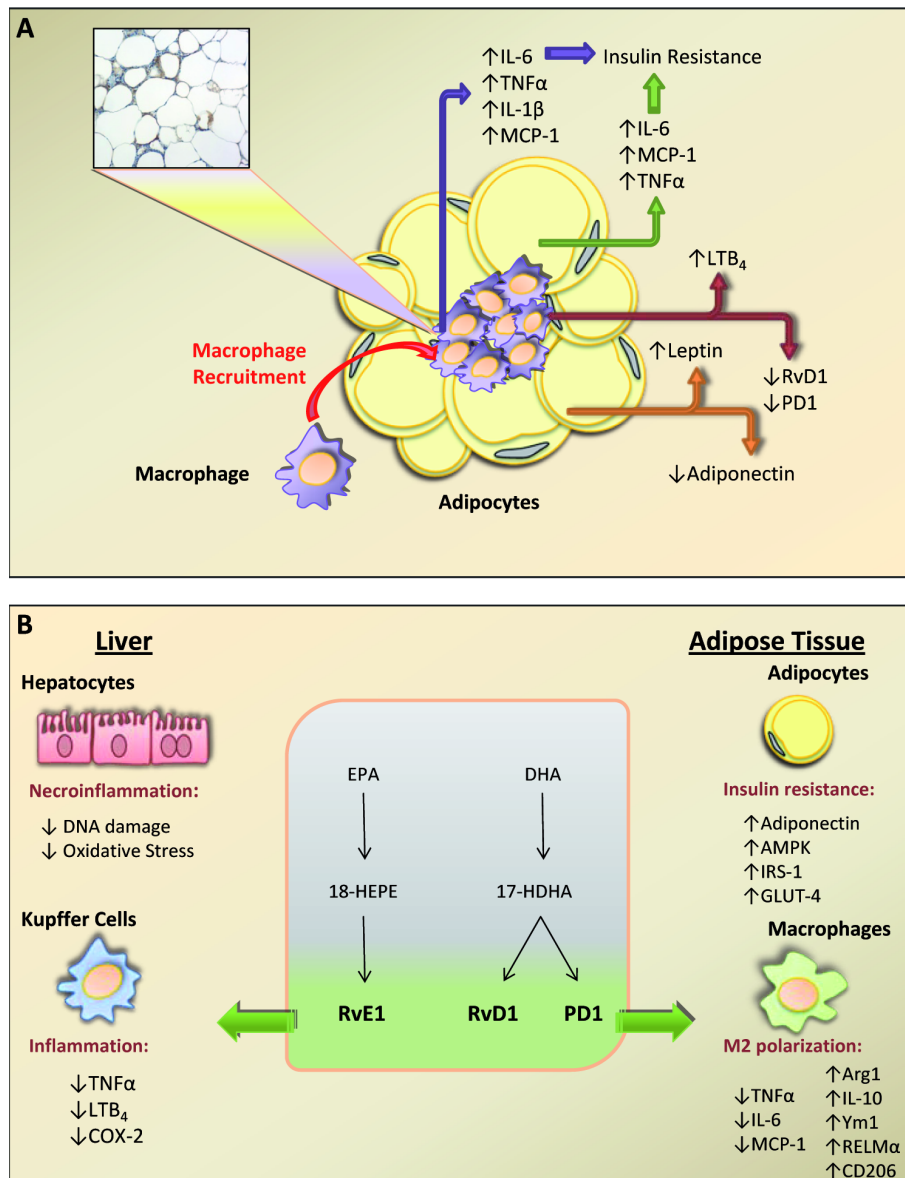 A
↑IL-6
↑TNFα
↑IL-1β
↑MCP-1
Insulin Resistance
↑IL-6
↑MCP-1
↑TNFα
↑LTB4
↓RvD1
↓PD1
↑Leptin
↓Adiponectin
Macrophage
Recruitment
Macrophage
Adipocytes
B
Liver
Hepatocytes
Necroinflammation:
↓ DNA damage
↓ Oxidative Stress
Kupffer Cells
Inflammation:
↓TNFα
↓LTB4
↓COX-2
EPA
DHA
18-HEPE
17-HDHA
RvE1
RvD1
PD1
Adipose Tissue
Adipocytes
Insulin resistance:
↑Adiponectin
↑AMPK
↑IRS-1
↑GLUT-4
Macrophages
M2 polarization:
↓TNFα
↓IL-6
↓MCP-1
↑Arg1
↑IL-10
↑Ym1
↑RELMα
↑CD206